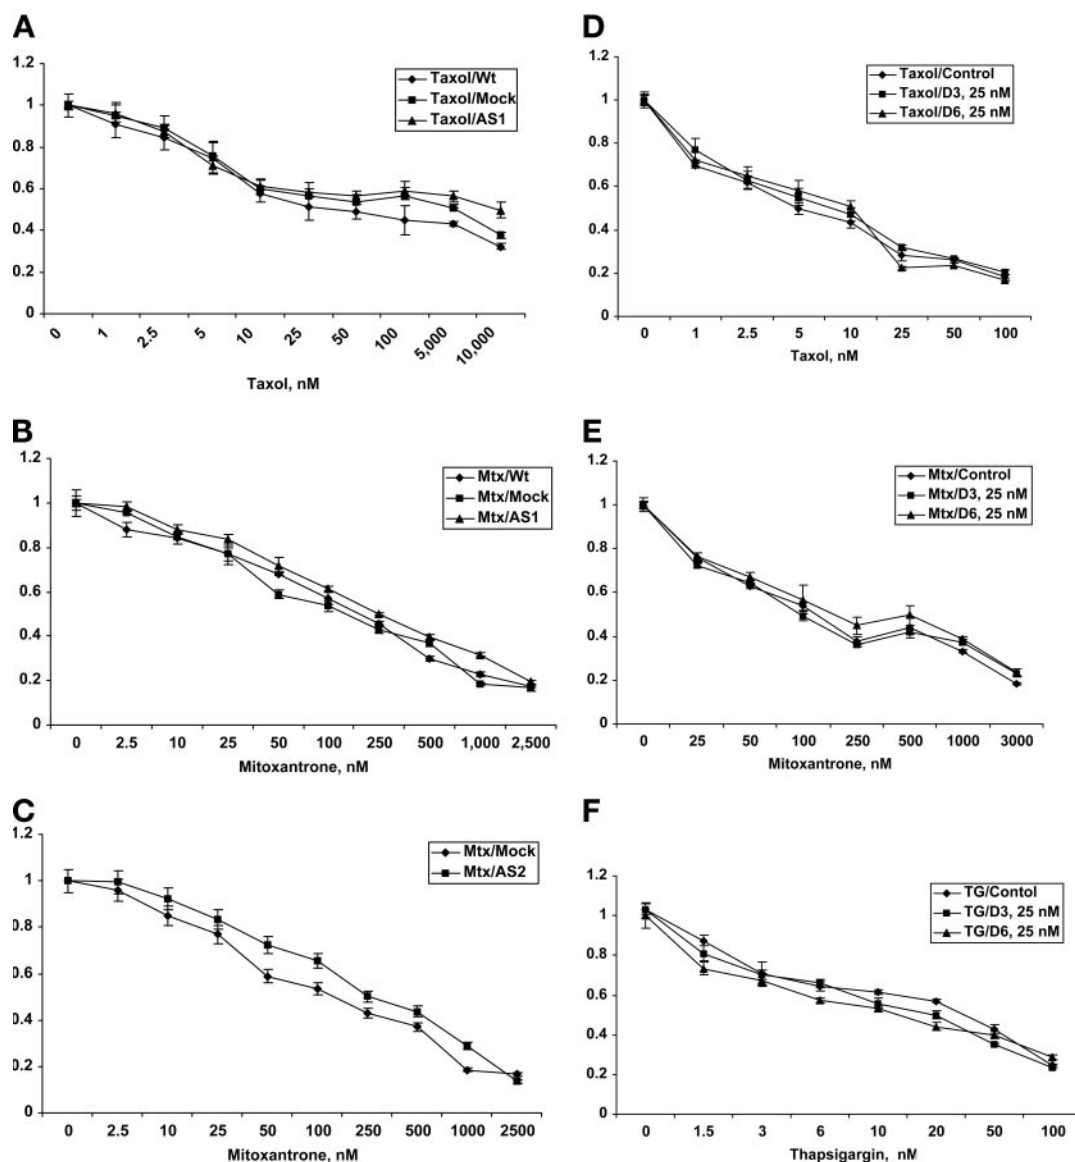 A
1.2
1
0.8
0.6
0.4
0.2
0
Taxol/Wt
Taxol/Mock
Taxol/AS1
0 1 2.5 5 10 25 50 100 5,000 10,000
Taxol, nM
D
1.2
1
0.8
0.6
0.4
0.2
0
Taxol/Control
Taxol/D3, 25 nM
Taxol/D6, 25 nM
0 1 2.5 5 10 25 50 100
Taxol, nM
B
1.2
1
0.8
0.6
0.4
0.2
0
Mtx/Wt
Mtx/Mock
Mtx/AS1
0 2.5 10 25 50 100 250 500 1,000 2,500
Mitoxantrone, nM
E
1.2
1
0.8
0.6
0.4
0.2
0
Mtx/Control
Mtx/D3, 25 nM
Mtx/D6, 25 nM
0 25 50 100 250 500 1000 3000
Mitoxantrone, nM
C
1.2
1
0.8
0.6
0.4
0.2
0
Mtx/Mock
Mtx/AS2
0 2.5 10 25 50 100 250 500 1000 2500
Mitoxantrone, nM
F
1.2
1
0.8
0.6
0.4
0.2
0
TG/Contol
TG/D3, 25 nM
TG/D6, 25 nM
0 1.5 3 6 10 20 50 100
Thapsigargin, nM